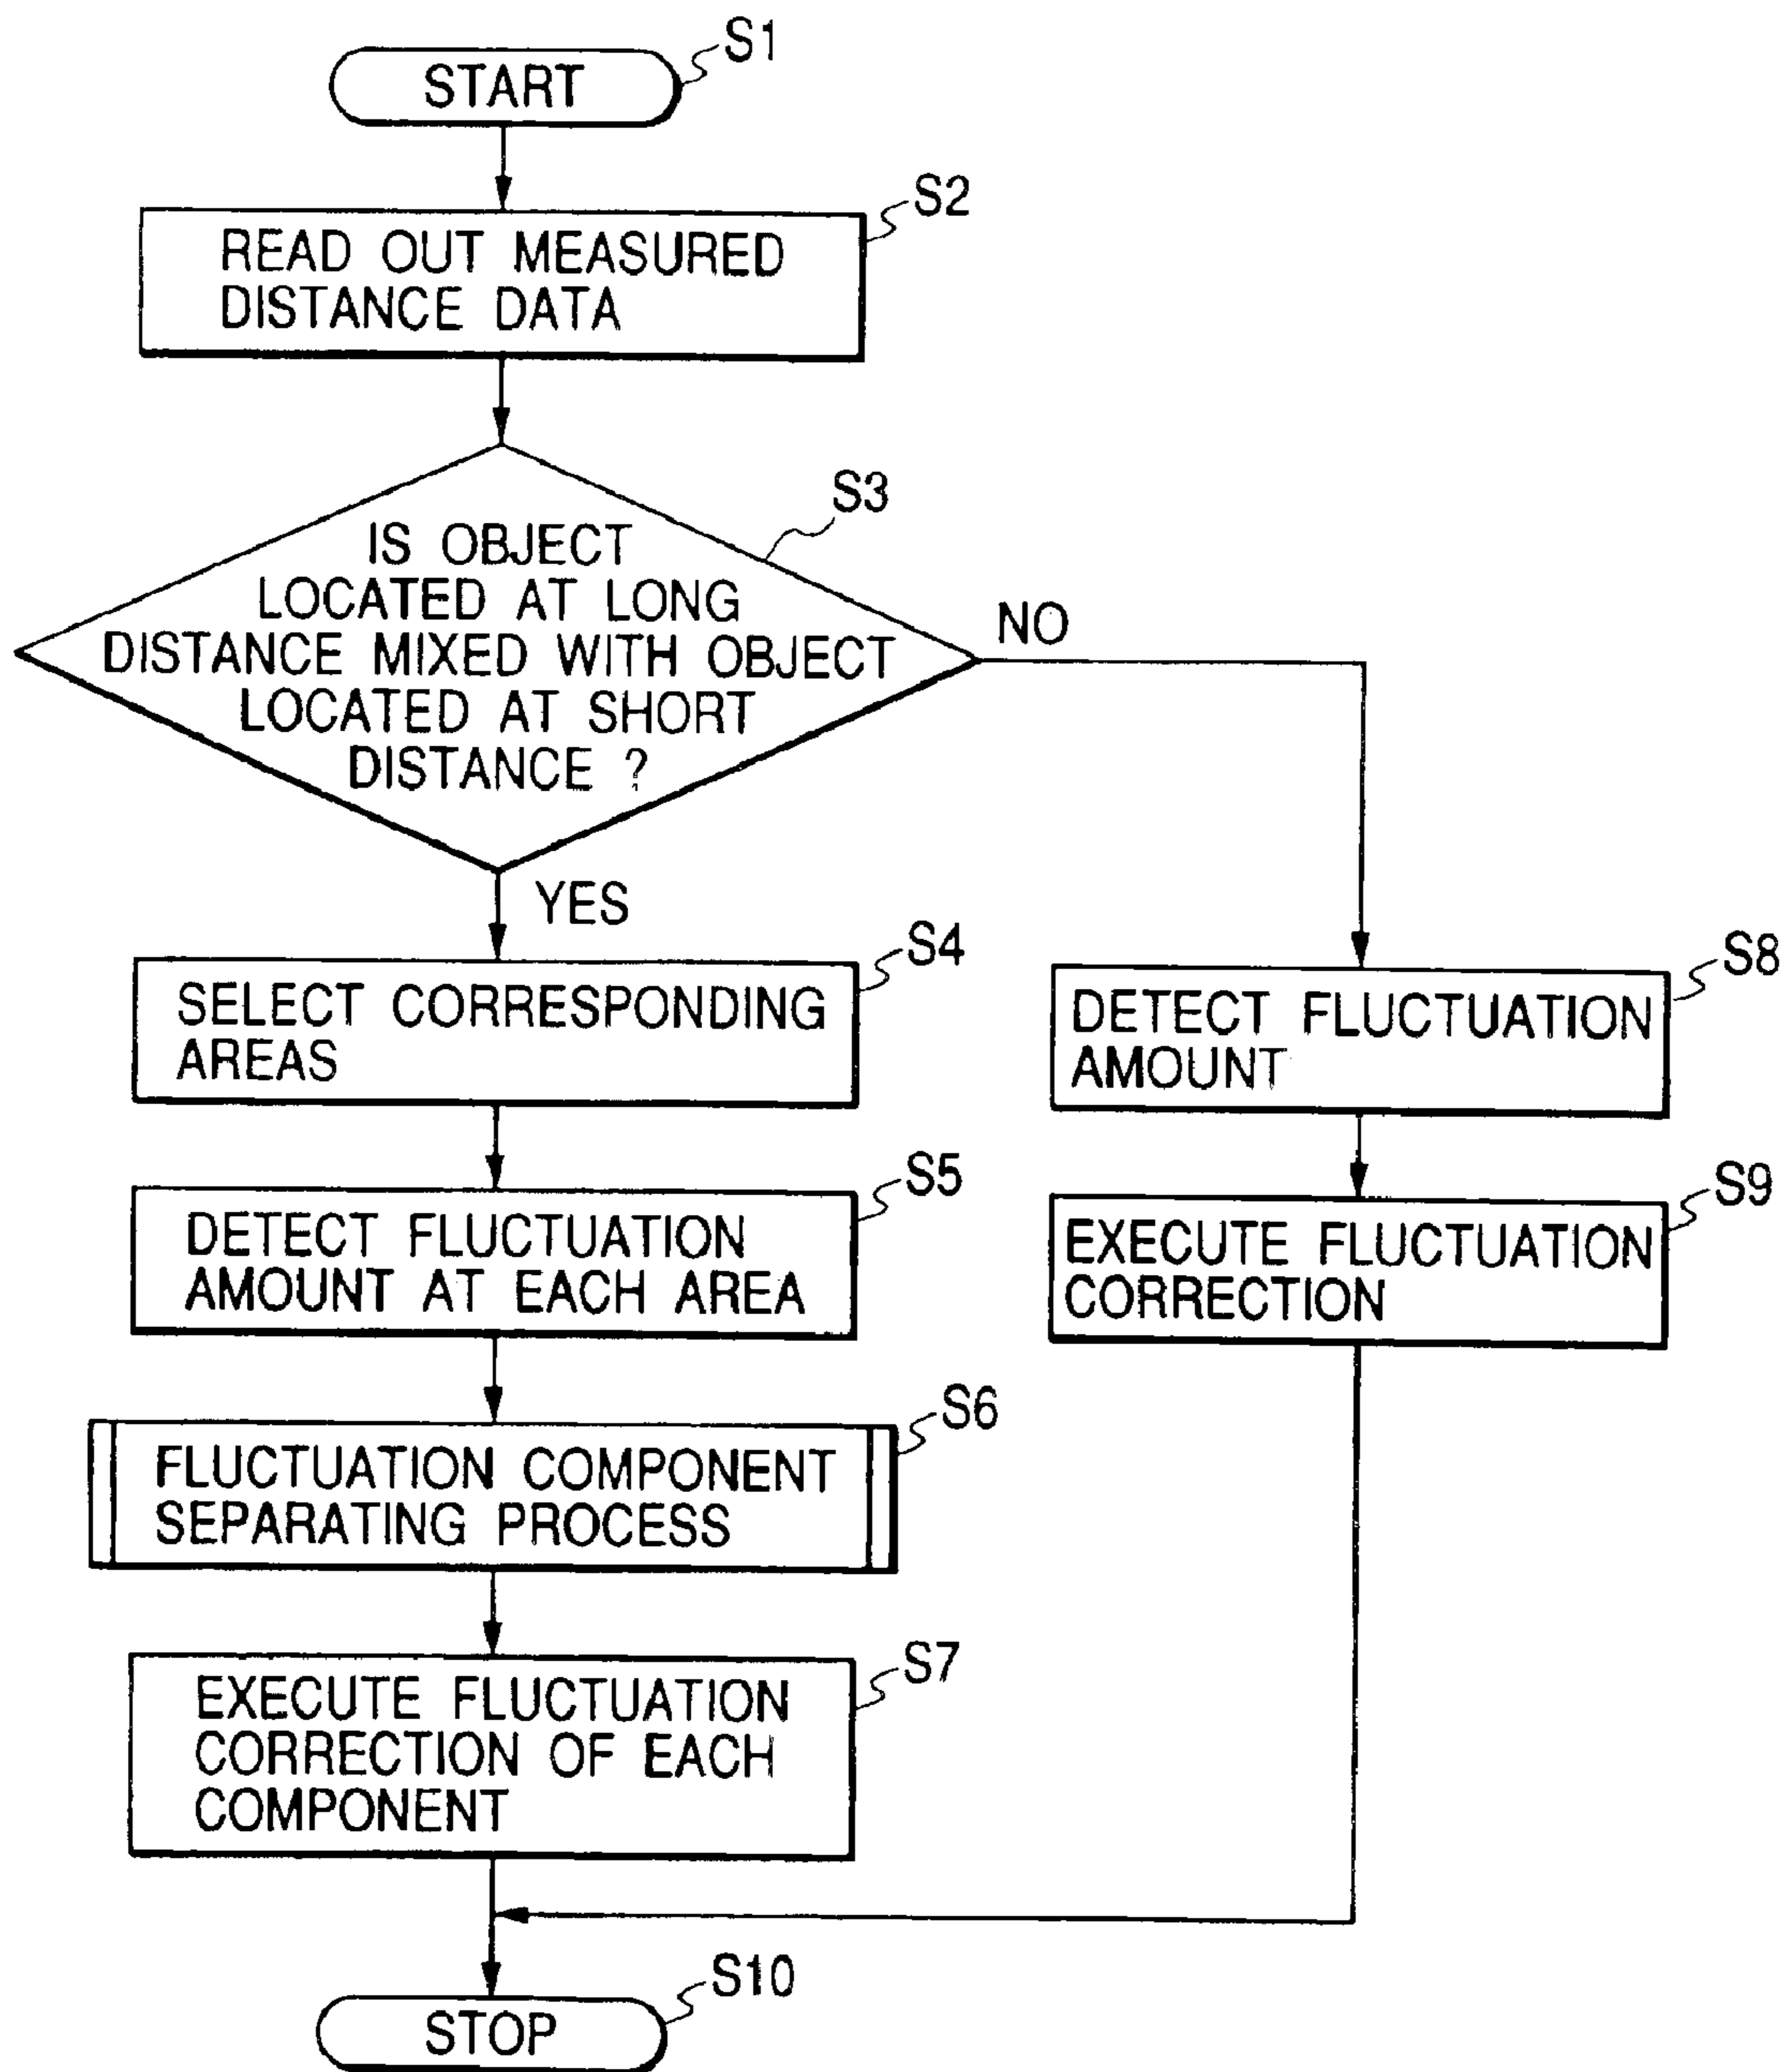 START
S1
READ OUT MEASURED
DISTANCE DATA
S2
IS OBJECT
LOCATED AT LONG
DISTANCE MIXED WITH OBJECT
LOCATED AT SHORT
DISTANCE ?
S3
NO
YES
SELECT CORRESPONDING
AREAS
S4
DETECT FLUCTUATION
AMOUNT AT EACH AREA
S5
FLUCTUATION COMPONENT
SEPARATING PROCESS
S6
EXECUTE FLUCTUATION
CORRECTION OF EACH
COMPONENT
S7
DETECT FLUCTUATION
AMOUNT
S8
EXECUTE FLUCTUATION
CORRECTION
S9
STOP
S10